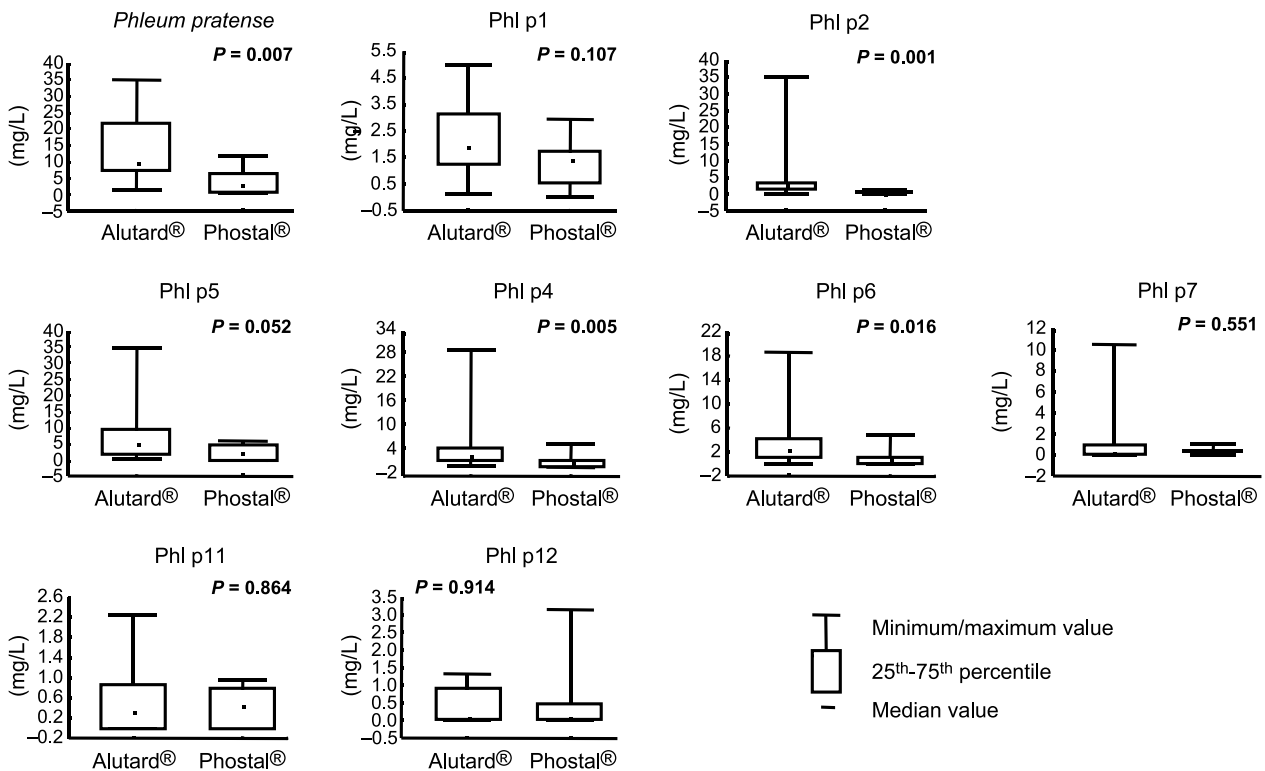 Phleum pratense
P = 0.007
(mg/L)
40
35
30
25
20
15
10
5
0
–5
Alutard® Phostal®
Phl p1
P = 0.107
(mg/L)
5.5
4.5
3.5
2.5
1.5
0.5
–0.5
Alutard® Phostal®
Phl p2
P = 0.001
(mg/L)
40
35
30
25
20
15
10
5
0
–5
Alutard® Phostal®
Phl p5
P = 0.052
(mg/L)
40
35
30
25
20
15
10
5
0
–5
Alutard® Phostal®
Phl p4
P = 0.005
(mg/L)
34
28
22
16
10
4
–2
Alutard® Phostal®
Phl p6
P = 0.016
(mg/L)
22
18
14
10
6
2
–2
Alutard® Phostal®
Phl p7
P = 0.551
(mg/L)
12
10
8
6
4
2
0
–2
Alutard® Phostal®
Phl p11
P = 0.864
(mg/L)
2.6
2.2
1.8
1.4
1.0
0.6
0.2
–0.2
Alutard® Phostal®
Phl p12
P = 0.914
(mg/L)
3.5
3.0
2.5
2.0
1.5
1.0
0.5
0.0
–0.5
Alutard® Phostal®
Minimum/maximum value
25th-75th percentile
Median value